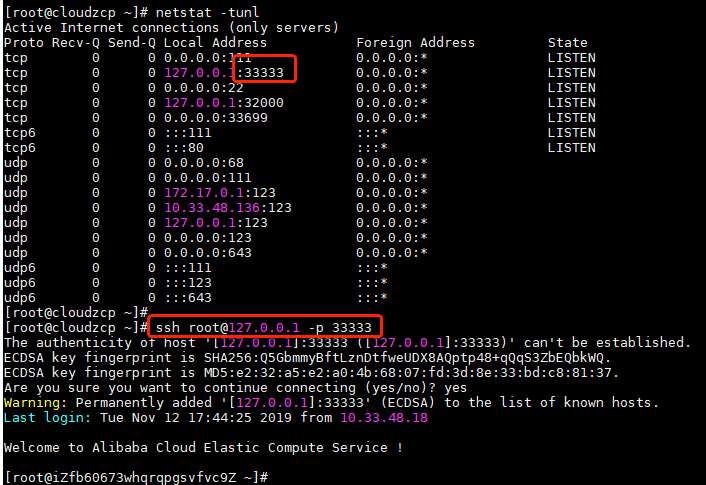 [root@cloudzcp ~]# netstat -tunl
Active Internet connections (only servers)
Proto Recv-Q Send-Q Local Address           Foreign Address         State
tcp        0      0 0.0.0.0:111             0.0.0.0:*               LISTEN
tcp        0      0 127.0.0.1:33333         0.0.0.0:*               LISTEN
tcp        0      0 0.0.0.0:22              0.0.0.0:*               LISTEN
tcp        0      0 127.0.0.1:32000         0.0.0.0:*               LISTEN
tcp        0      0 0.0.0.0:33699           0.0.0.0:*               LISTEN
tcp6       0      0 :::111                  :::*                    LISTEN
tcp6       0      0 :::80                   :::*                    LISTEN
udp        0      0 0.0.0.0:68              0.0.0.0:*
udp        0      0 0.0.0.0:111             0.0.0.0:*
udp        0      0 172.17.0.1:123          0.0.0.0:*
udp        0      0 10.33.48.136:123        0.0.0.0:*
udp        0      0 127.0.0.1:123           0.0.0.0:*
udp        0      0 0.0.0.0:123             0.0.0.0:*
udp        0      0 0.0.0.0:643             0.0.0.0:*
udp6       0      0 :::111                  :::*
udp6       0      0 :::123                  :::*
udp6       0      0 :::643                  :::*
[root@cloudzcp ~]#
[root@cloudzcp ~]# ssh root@127.0.0.1 -p 33333
The authenticity of host '[127.0.0.1]:33333 ([127.0.0.1]:33333)' can't be established.
ECDSA key fingerprint is SHA256:Q5GbmmyBftLznDtfweUDX8AQptp48+qQqS3ZbEQbkWQ.
ECDSA key fingerprint is MD5:e2:32:a5:e2:a0:4b:68:07:fd:3d:8e:33:bd:c8:81:37.
Are you sure you want to continue connecting (yes/no)? yes
Warning: Permanently added '[127.0.0.1]:33333' (ECDSA) to the list of known hosts.
Last login: Tue Nov 12 17:44:25 2019 from 10.33.48.18
Welcome to Alibaba Cloud Elastic Compute Service !
[root@iZfb60673whqrqpgsvfvc9Z ~]#